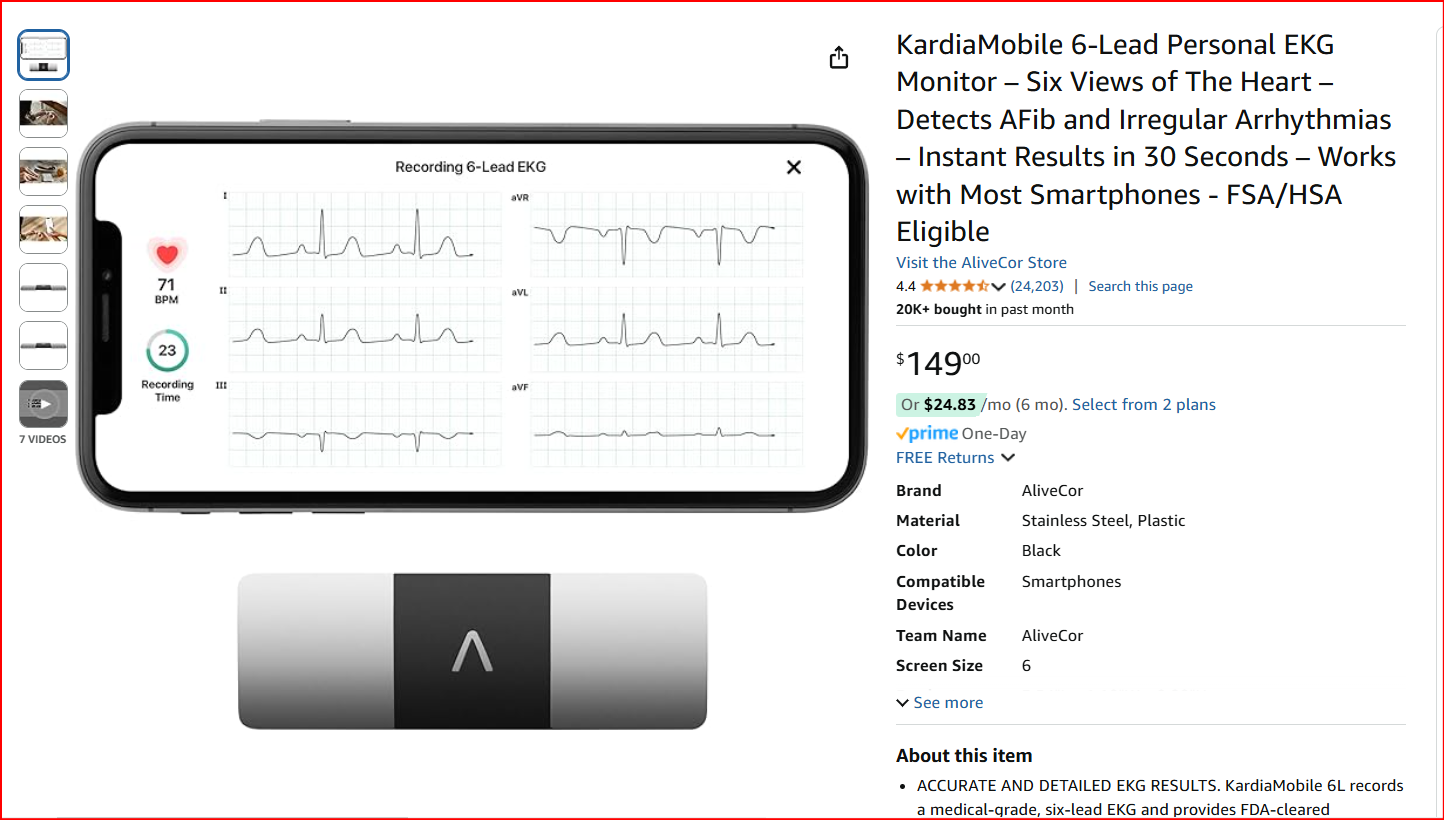 KardiaMobile 6-Lead Personal EKG
Monitor – Six Views of The Heart –
Detects AFib and Irregular Arrhythmias
– Instant Results in 30 Seconds – Works
with Most Smartphones - FSA/HSA
Eligible
Visit the AliveCor Store
4.4 (24,203) | Search this page
20K+ bought in past month
$14900
Or $24.83 /mo (6 mo). Select from 2 plans
prime One-Day
FREE Returns
Brand AliveCor
Material Stainless Steel, Plastic
Color Black
Compatible Smartphones
Devices
Team Name AliveCor
Screen Size 6
See more
About this item
• ACCURATE AND DETAILED EKG RESULTS. KardiaMobile 6L records
a medical-grade, six-lead EKG and provides FDA-cleared
Recording 6-Lead EKG
I aVR
II aVL
III aVF
71
BPM
23
Recording
Time
7 VIDEOS